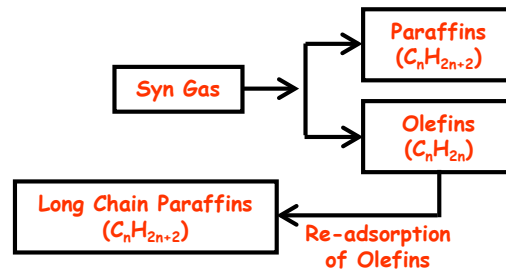 Paraffins
(CnH2n+2)
Syn Gas
Olefins
(CnH2n)
Long Chain Paraffins
(CnH2n+2)
Re-adsorption
of Olefins